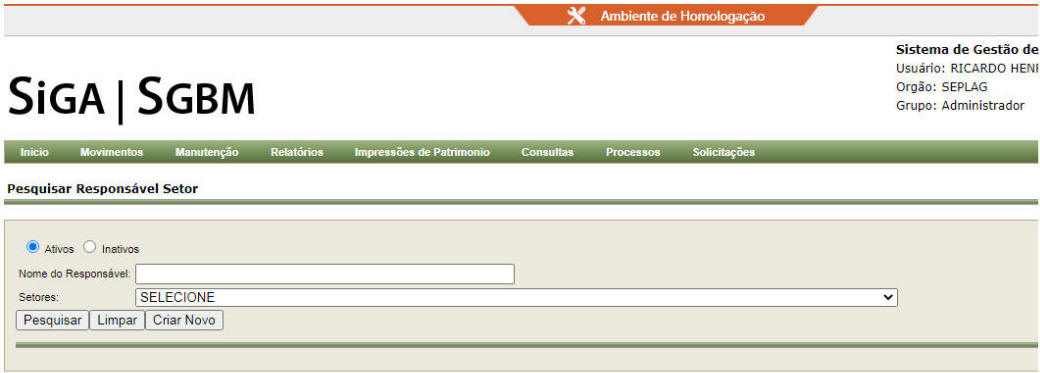 Ambiente de Homologação
Sistema de Gestão de
Usuário: RICARDO HENR
Orgão: SEPLAG
Grupo: Administrador
SiGA | SGBM
Inicio Movimentos Manutenção Relatórios Impressões de Patrimonio Consultas Processos Solicitações
Pesquisar Responsável Setor
Ativos Inativos
Nome do Responsável:
Setores: SELECIONE
Pesquisar Limpar Criar Novo